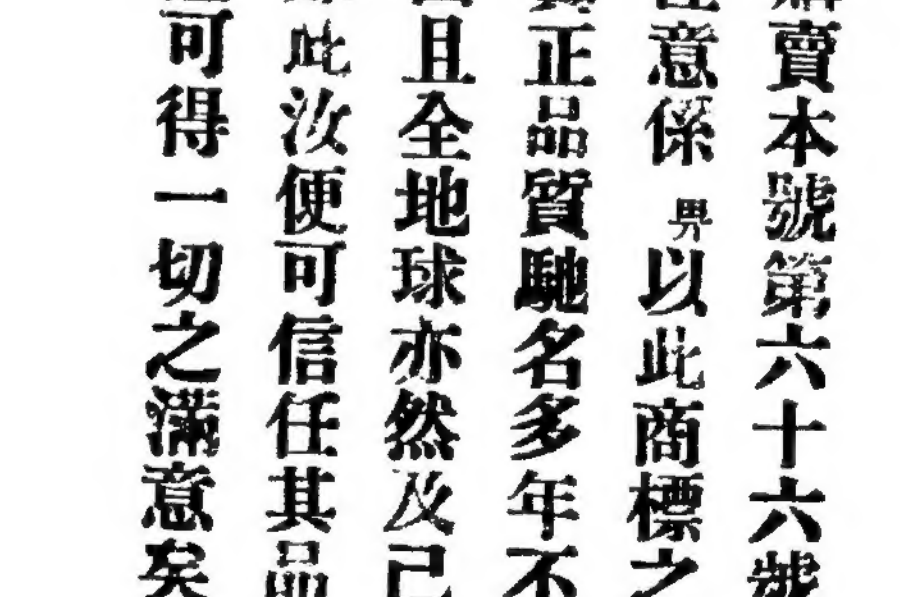 賣本號第六十六號
意係畀以此商標之
正品質馳名多年不
且全地球亦然及已
此汝便可信任其品
可得一切之滿意矣